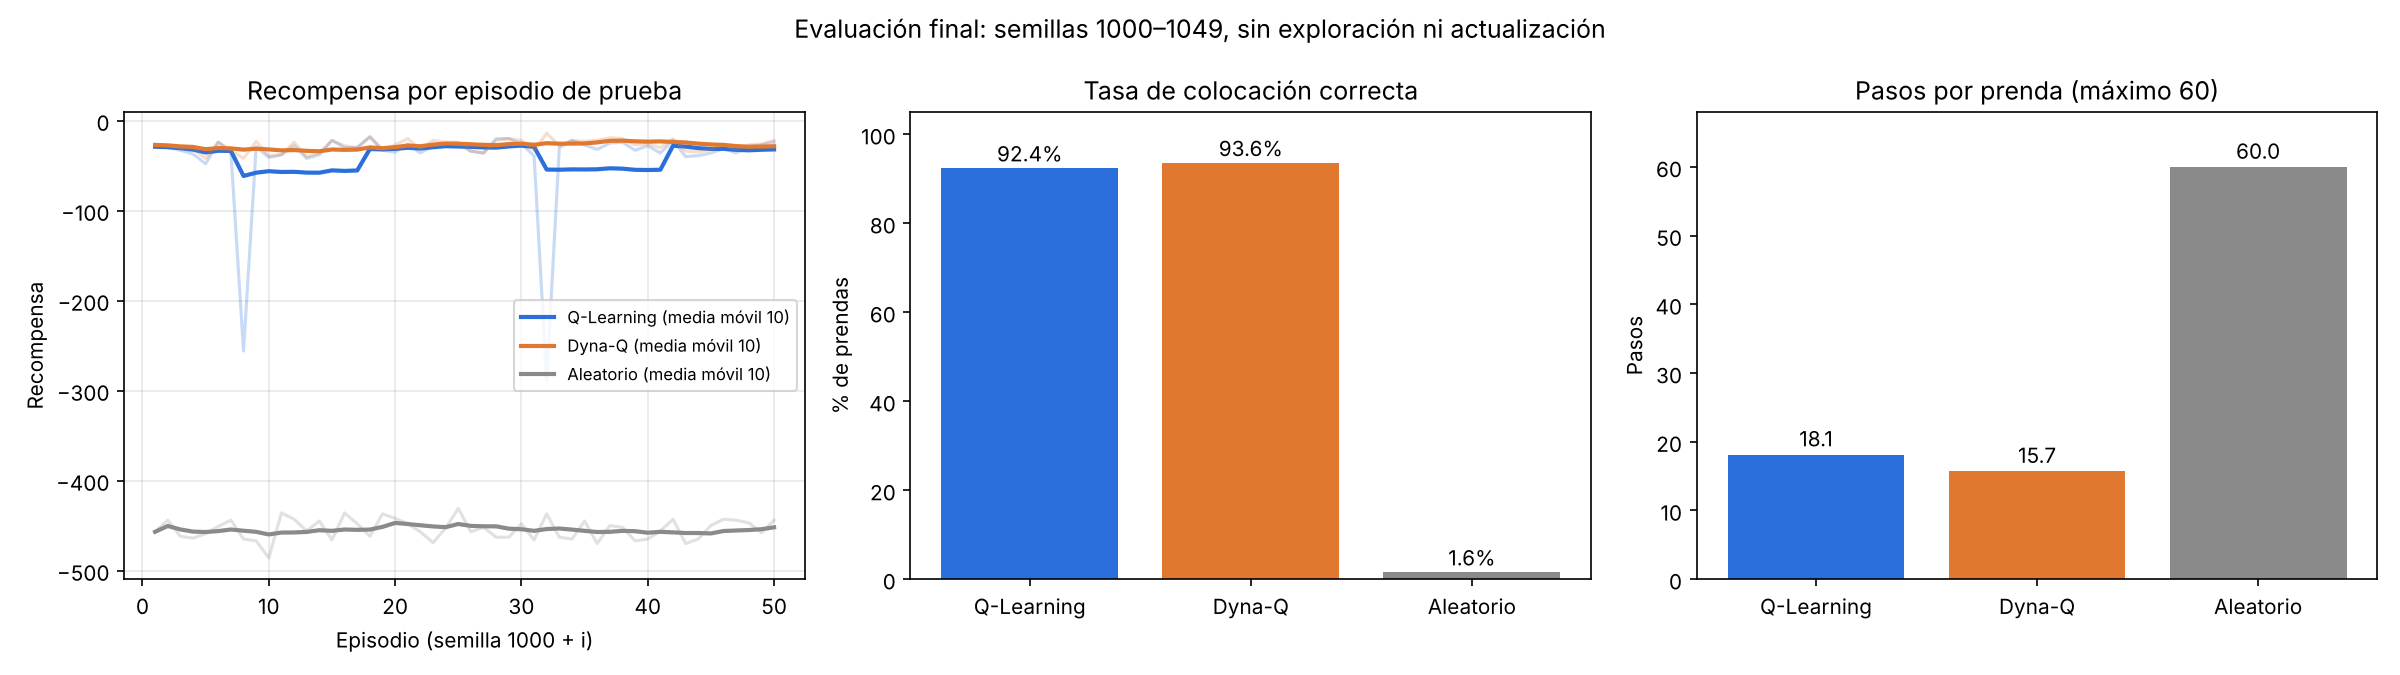 Evaluación final: semillas 1000–1049, sin exploración ni actualización
Recompensa por episodio de prueba
Recompensa
0
−100
−200
−300
−400
−500
Q-Learning (media móvil 10)
Dyna-Q (media móvil 10)
Aleatorio (media móvil 10)
0 10 20 30 40 50
Episodio (semilla 1000 + i)
Tasa de colocación correcta
% de prendas
100
80
60
40
20
0
92.4%
93.6%
1.6%
Q-Learning Dyna-Q Aleatorio
Pasos por prenda (máximo 60)
Pasos
60
50
40
30
20
10
0
18.1
15.7
60.0
Q-Learning Dyna-Q Aleatorio